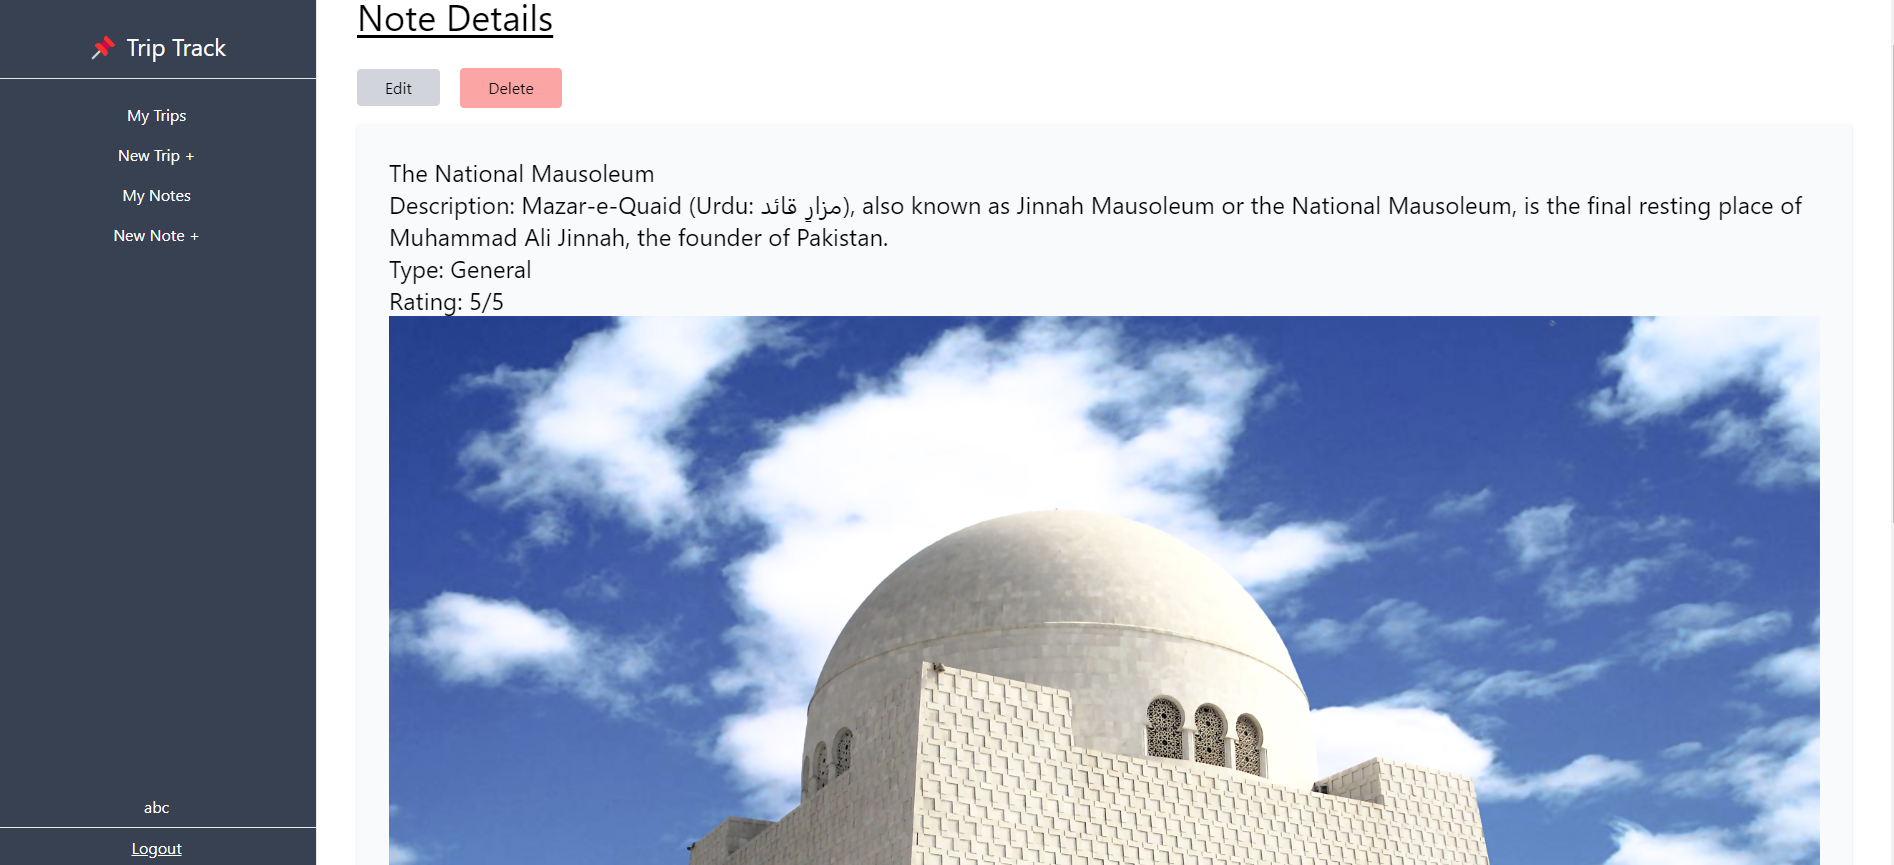 Trip Track
My Trips
New Trip +
My Notes
New Note +
abc
Logout
Note Details
Edit
Delete
The National Mausoleum
Description: Mazar-e-Quaid (Urdu: مزارِ قائد), also known as Jinnah Mausoleum or the National Mausoleum, is the final resting place of
Muhammad Ali Jinnah, the founder of Pakistan.
Type: General
Rating: 5/5